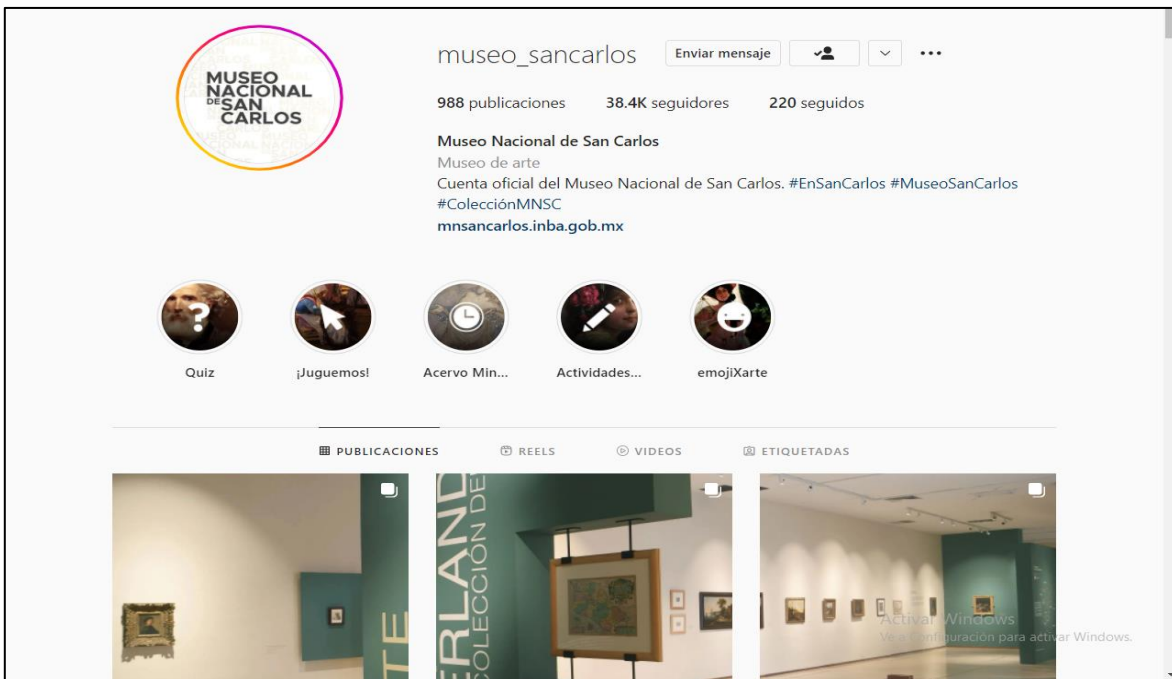 MUSEO
NACIONAL
DE SAN
CARLOS
museo_sancarlos Enviar mensaje
988 publicaciones 38.4K seguidores 220 seguidos
Museo Nacional de San Carlos
Museo de arte
Cuenta oficial del Museo Nacional de San Carlos. #EnSanCarlos #MuseoSanCarlos
#ColecciónMNSC
mnsancarlos.inba.gob.mx
? 
Quiz ¡Juguemos! Acervo Min... Actividades... emojiXarte
PUBLICACIONES REELS VIDEOS ETIQUETADAS
TE
ERLAND
COLECCIÓN DE
Activar Windows
Ve a Configuración para activar Windows.